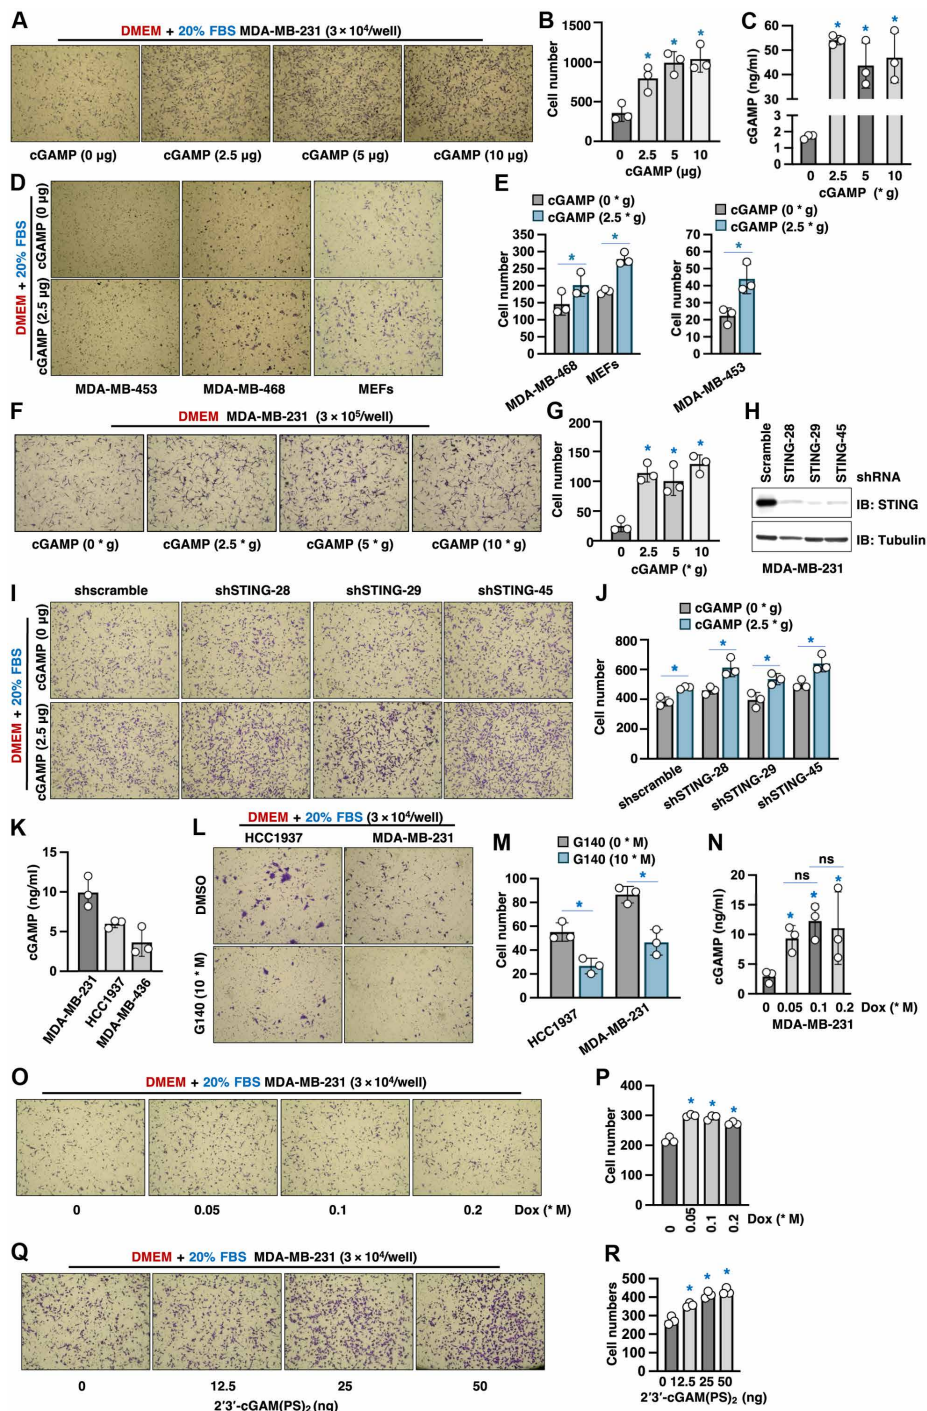 A
DMEM + 20% FBS MDA-MB-231 (3 × 10⁴/well)
cGAMP (0 µg)
cGAMP (2.5 µg)
cGAMP (5 µg)
cGAMP (10 µg)
B
Cell number
1500
1000
500
0
*
*
*
0
2.5
5
10
cGAMP (µg)
C
cGAMP (ng/ml)
60
50
40
30
3
2
1
0
*
*
*
0
2.5
5
10
cGAMP (* g)
D
DMEM + 20% FBS
cGAMP (0 µg)
cGAMP (2.5 µg)
MDA-MB-453
MDA-MB-468
MEFs
E
cGAMP (0 * g)
cGAMP (2.5 * g)
Cell number
350
300
250
200
150
100
50
0
*
*
MDA-MB-468
MEFs
cGAMP (0 * g)
cGAMP (2.5 * g)
Cell number
70
60
50
40
30
20
10
0
*
MDA-MB-453
F
DMEM MDA-MB-231 (3 × 10⁵/well)
cGAMP (0 * g)
cGAMP (2.5 * g)
cGAMP (5 * g)
cGAMP (10 * g)
G
Cell number
200
150
100
50
0
*
*
*
0
2.5
5
10
cGAMP (* g)
H
Scramble
STING-28
STING-29
STING-45
shRNA
IB: STING
IB: Tubulin
MDA-MB-231
I
shscramble
shSTING-28
shSTING-29
shSTING-45
DMEM + 20% FBS
cGAMP (0 µg)
cGAMP (2.5 µg)
J
cGAMP (0 * g)
cGAMP (2.5 * g)
Cell number
800
600
400
200
0
*
*
*
*
shscramble
shSTING-28
shSTING-29
shSTING-45
K
cGAMP (ng/ml)
15
10
5
0
MDA-MB-231
HCC1937
MDA-MB-436
L
DMEM + 20% FBS (3 × 10⁴/well)
HCC1937
MDA-MB-231
DMSO
G140 (10 * M)
M
G140 (0 * M)
G140 (10 * M)
Cell number
100
80
60
40
20
0
*
*
HCC1937
MDA-MB-231
N
cGAMP (ng/ml)
20
15
10
5
0
ns
ns
*
*
*
0
0.05
0.1
0.2
Dox (* M)
MDA-MB-231
O
DMEM + 20% FBS MDA-MB-231 (3 × 10⁴/well)
0
0.05
0.1
0.2
Dox (* M)
P
Cell number
400
300
200
100
0
*
*
*
0
0.05
0.1
0.2
Dox (* M)
Q
DMEM + 20% FBS MDA-MB-231 (3 × 10⁴/well)
0
12.5
25
50
2′3′-cGAM(PS)₂ (ng)
R
Cell numbers
500
400
300
200
100
0
*
*
*
0 12.5 25 50
2′3′-cGAM(PS)₂ (ng)